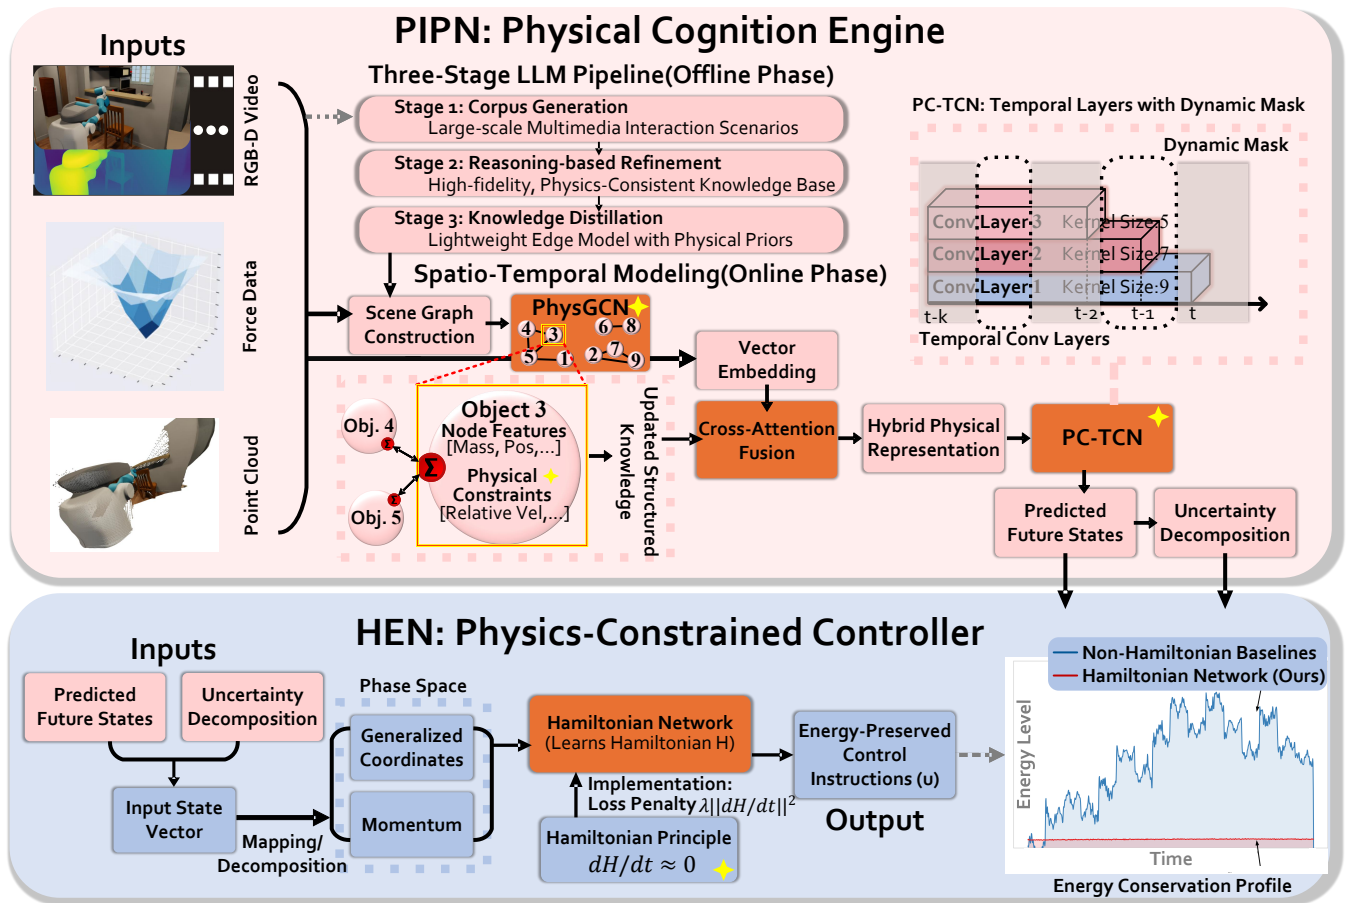 PIPN: Physical Cognition Engine
Inputs
RGB-D Video
Force Data
Point Cloud
Three-Stage LLM Pipeline(Offline Phase)
Stage 1: Corpus Generation
Large-scale Multimedia Interaction Scenarios
Stage 2: Reasoning-based Refinement
High-fidelity, Physics-Consistent Knowledge Base
Stage 3: Knowledge Distillation
Lightweight Edge Model with Physical Priors
Spatio-Temporal Modeling(Online Phase)
Scene Graph
Construction
PhysGCN
4
3
5
1
6
8
2
7
9
Vector
Embedding
Obj. 4
Σ
Obj. 5
Σ
Σ
Object 3
Node Features
[Mass, Pos,...]
Physical
Constraints
[Relative Vel,...]
Updated Structured
Knowledge
Cross-Attention
Fusion
Hybrid Physical
Representation
PC-TCN
Predicted
Future States
Uncertainty
Decomposition
PC-TCN: Temporal Layers with Dynamic Mask
Dynamic Mask
Conv Layer 3 Kernel Size:5
Conv Layer 2 Kernel Size:7
Conv Layer 1 Kernel Size:9
t-k t-2 t-1 t
Temporal Conv Layers
HEN: Physics-Constrained Controller
Inputs
Predicted
Future States
Uncertainty
Decomposition
Input State
Vector
Mapping/
Decomposition
Phase Space
Generalized
Coordinates
Momentum
Hamiltonian Network
(Learns Hamiltonian H)
Implementation:
Loss Penalty λ||dH/dt||²
Hamiltonian Principle
dH/dt ≈ 0
Energy-Preserved
Control
Instructions (u)
Output
Non-Hamiltonian Baselines
Hamiltonian Network (Ours)
Energy Level
Time
Energy Conservation Profile